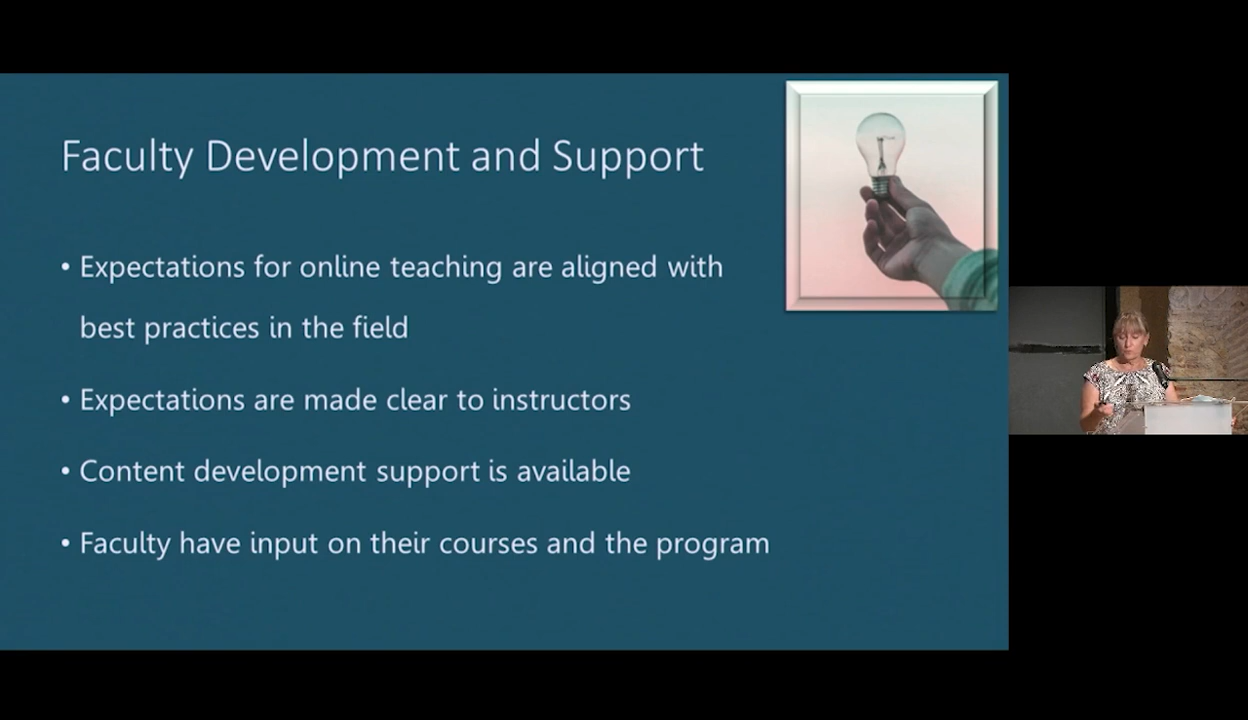 Faculty Development and Support
• Expectations for online teaching are aligned with
best practices in the field
• Expectations are made clear to instructors
• Content development support is available
• Faculty have input on their courses and the program